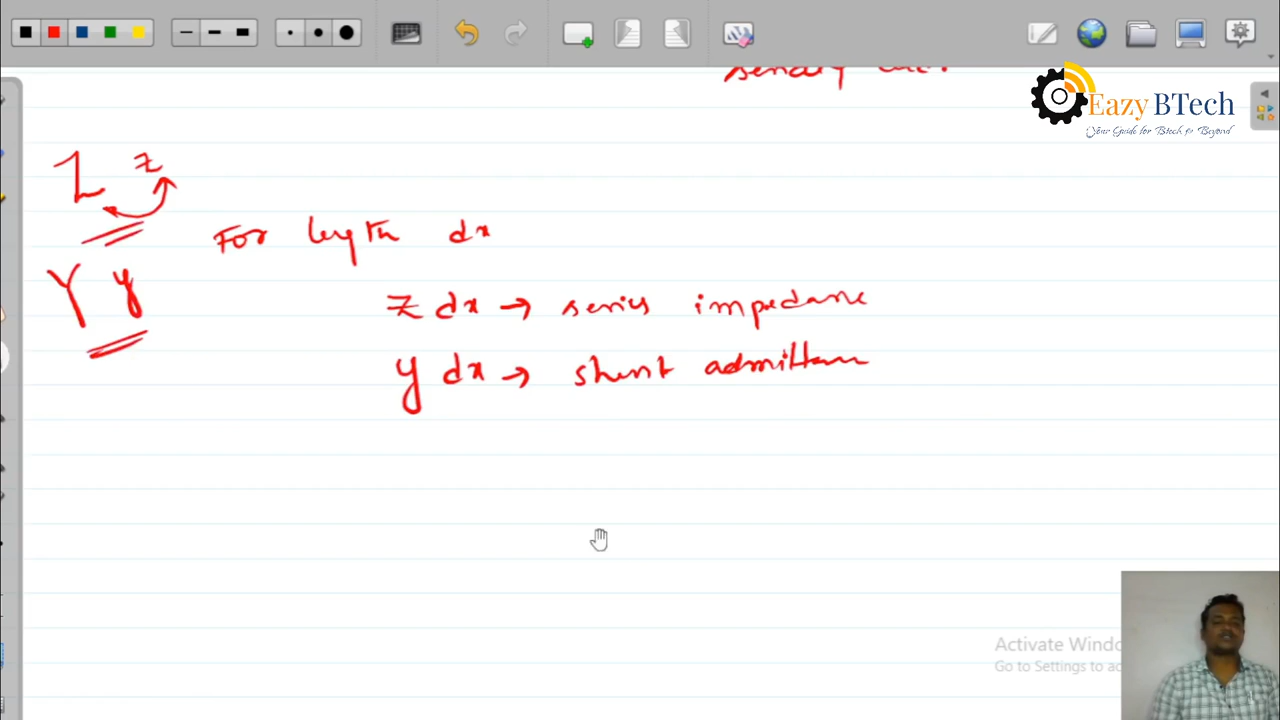 Eazy BTech
Your Guide for Btech & Beyond
Z z
For length dx
Y y
z dx → series impedance
y dx → shunt admittance
Activate Windo
Go to Settings to ac